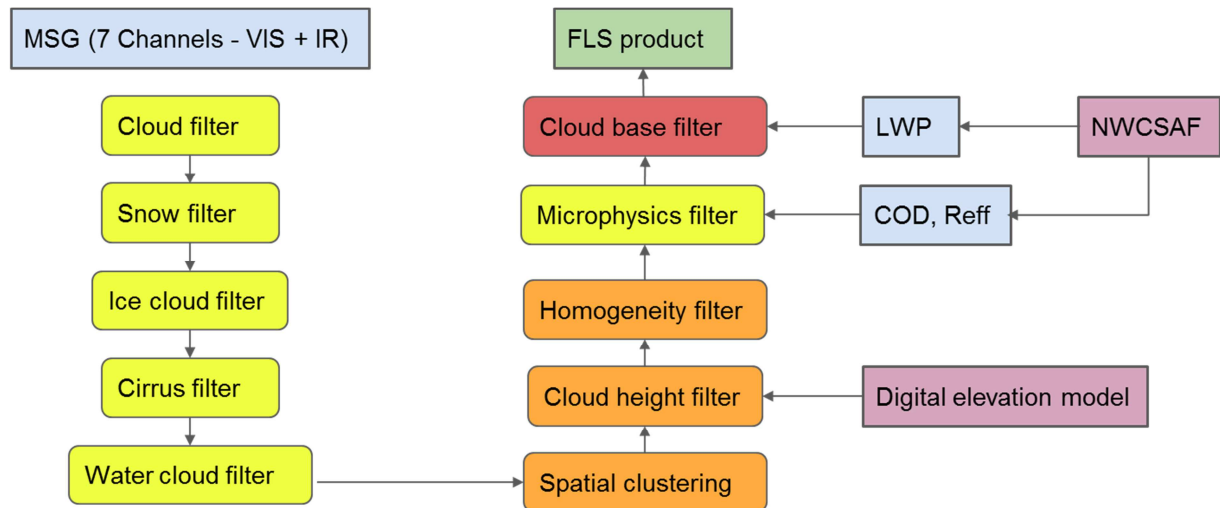 MSG (7 Channels - VIS + IR)
Cloud filter
Snow filter
Ice cloud filter
Cirrus filter
Water cloud filter
FLS product
Cloud base filter
LWP
NWCSAF
Microphysics filter
COD, Reff
Homogeneity filter
Cloud height filter
Digital elevation model
Spatial clustering